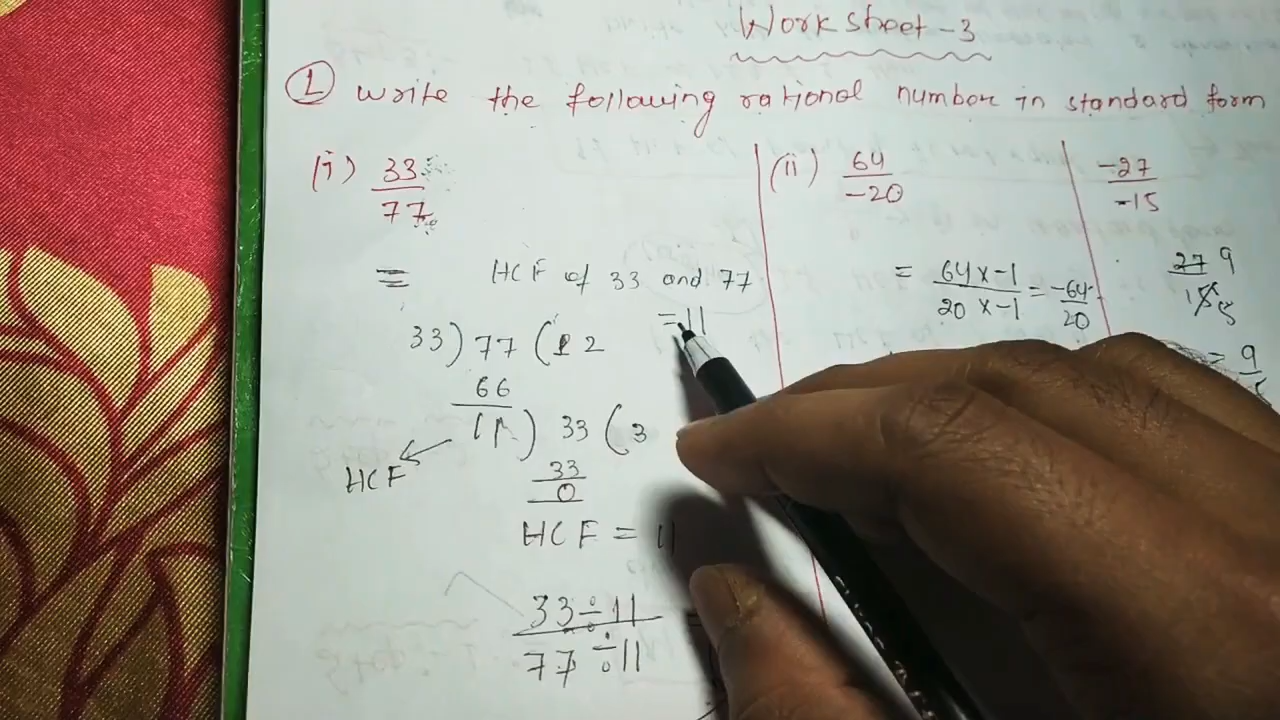 Worksheet-3
① Write the following rational number in standard form
(i) 33/77
= HCF of 33 and 77
= 11
33) 77 ( 2
66
11) 33 ( 3
HCF
33
0
HCF = 11
33÷11
77÷11
(ii) 64/-20
= 64×-1/20×-1 = -64/20
-27/-15
27 9
15 5
= 9